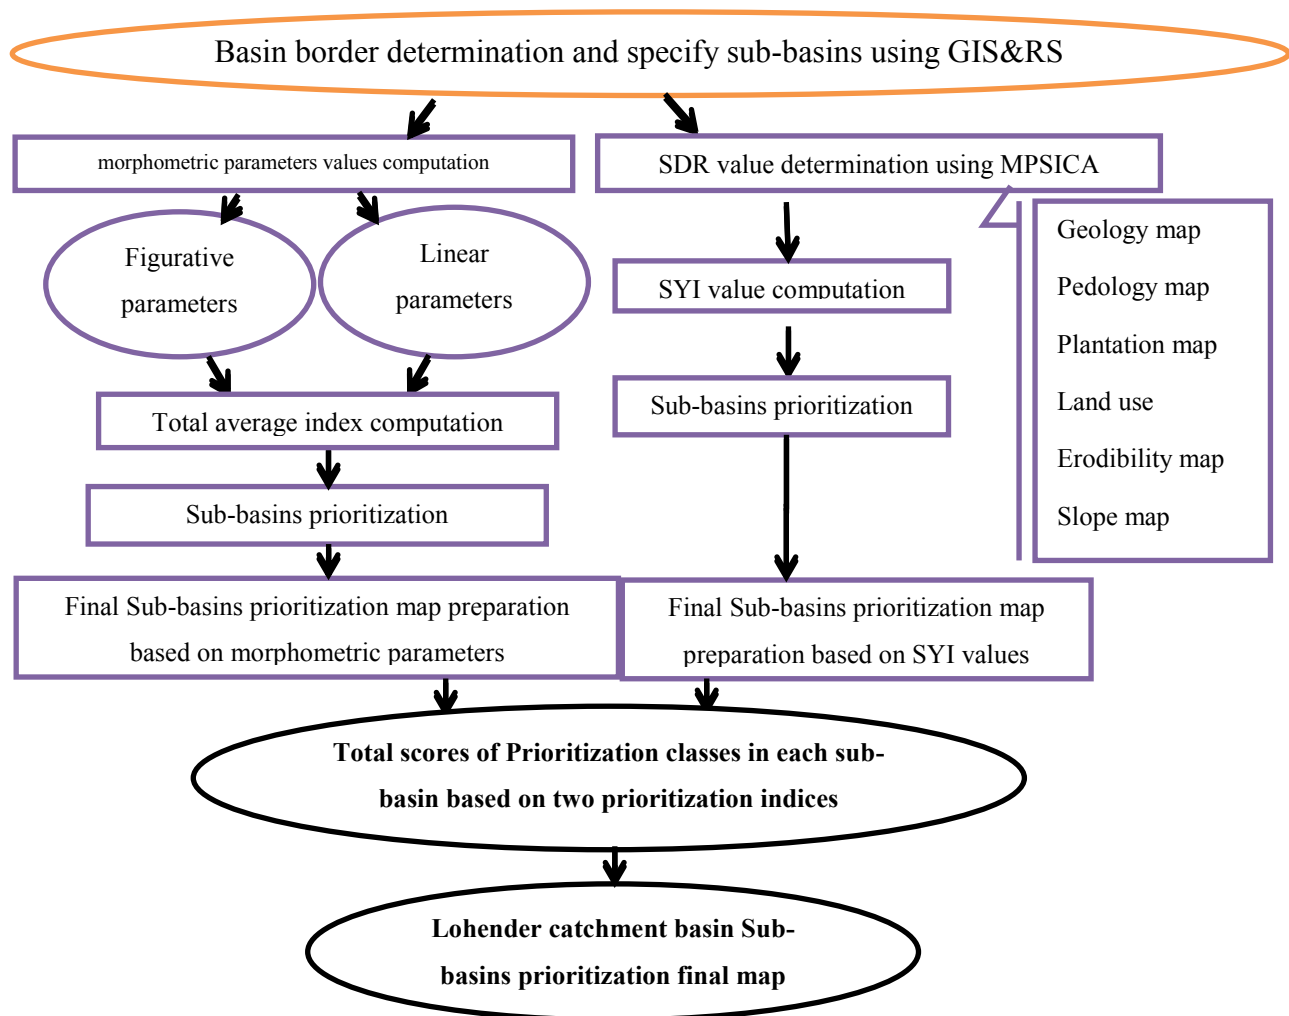 Basin border determination and specify sub-basins using GIS&RS
morphometric parameters values computation
SDR value determination using MPSICA
Figurative
parameters
Linear
parameters
Geology map
Pedology map
Plantation map
Land use
Erodibility map
Slope map
SYI value computation
Total average index computation
Sub-basins prioritization
Sub-basins prioritization
Final Sub-basins prioritization map preparation
based on morphometric parameters
Final Sub-basins prioritization map
preparation based on SYI values
Total scores of Prioritization classes in each sub-
basin based on two prioritization indices
Lohender catchment basin Sub-
basins prioritization final map